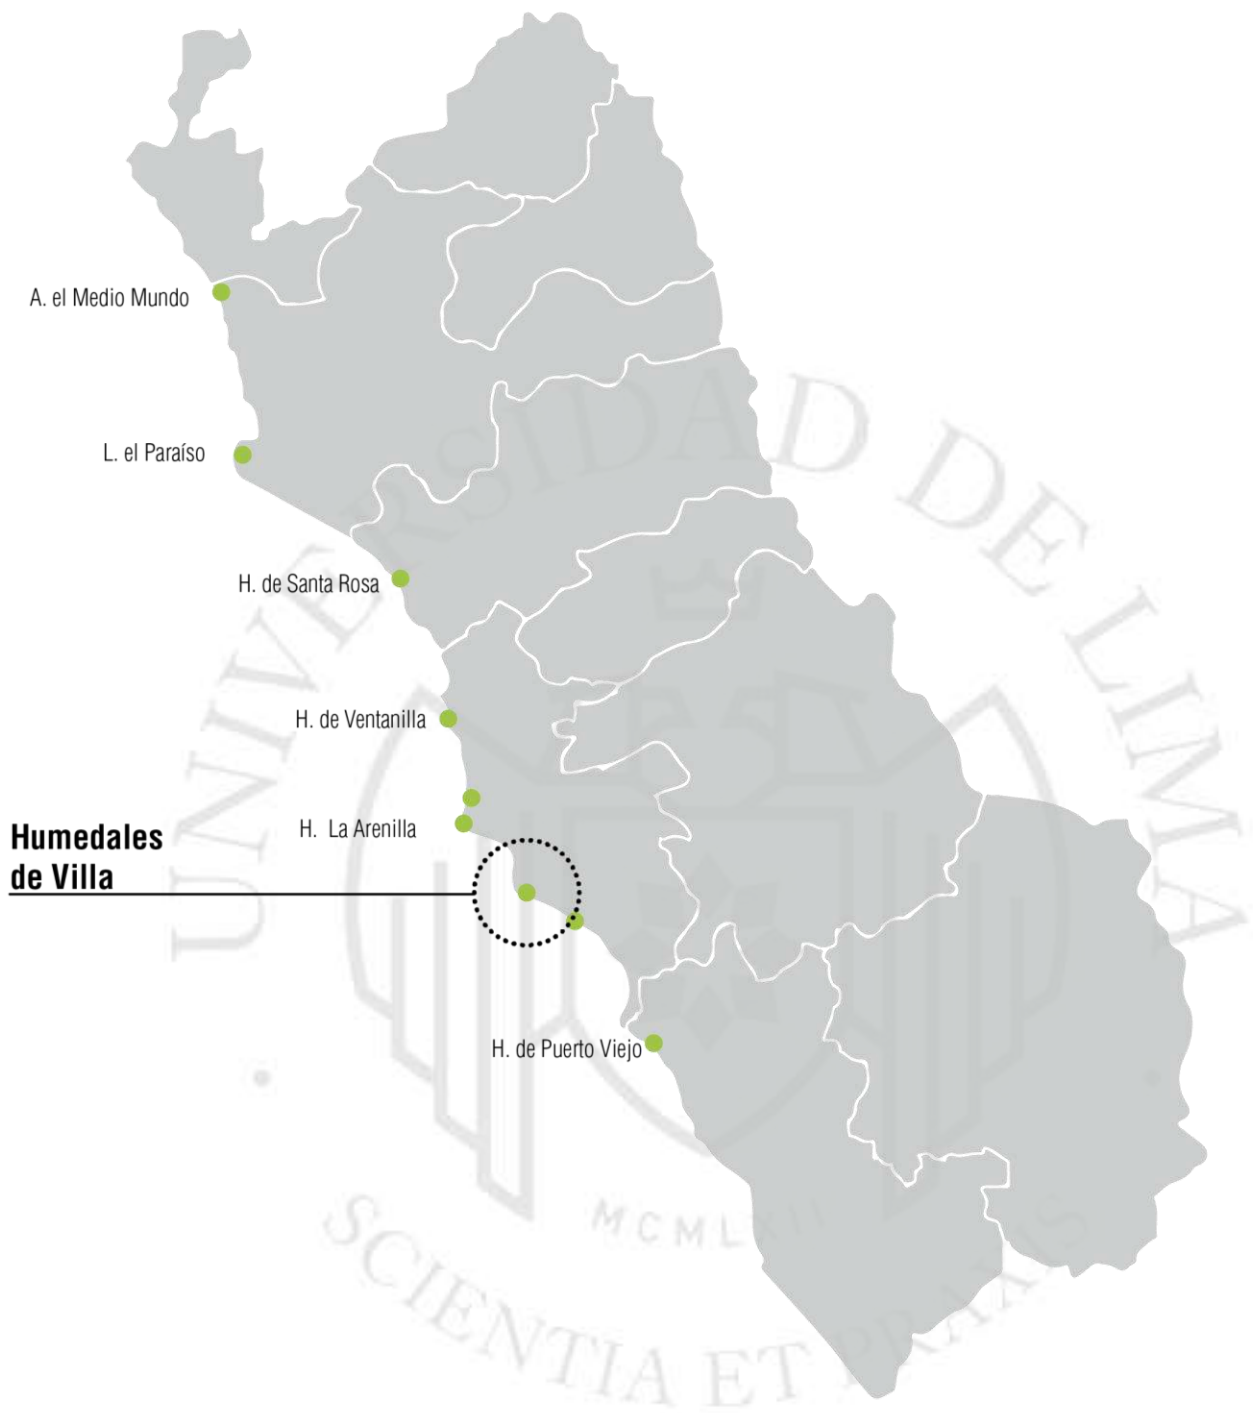 A. el Medio Mundo
L. el Paraíso
H. de Santa Rosa
H. de Ventanilla
H. La Arenilla
Humedales
de Villa
H. de Puerto Viejo
UNIVERSIDAD DE LIMA
MCMLXII
SCIENTIA ET PRAXIS